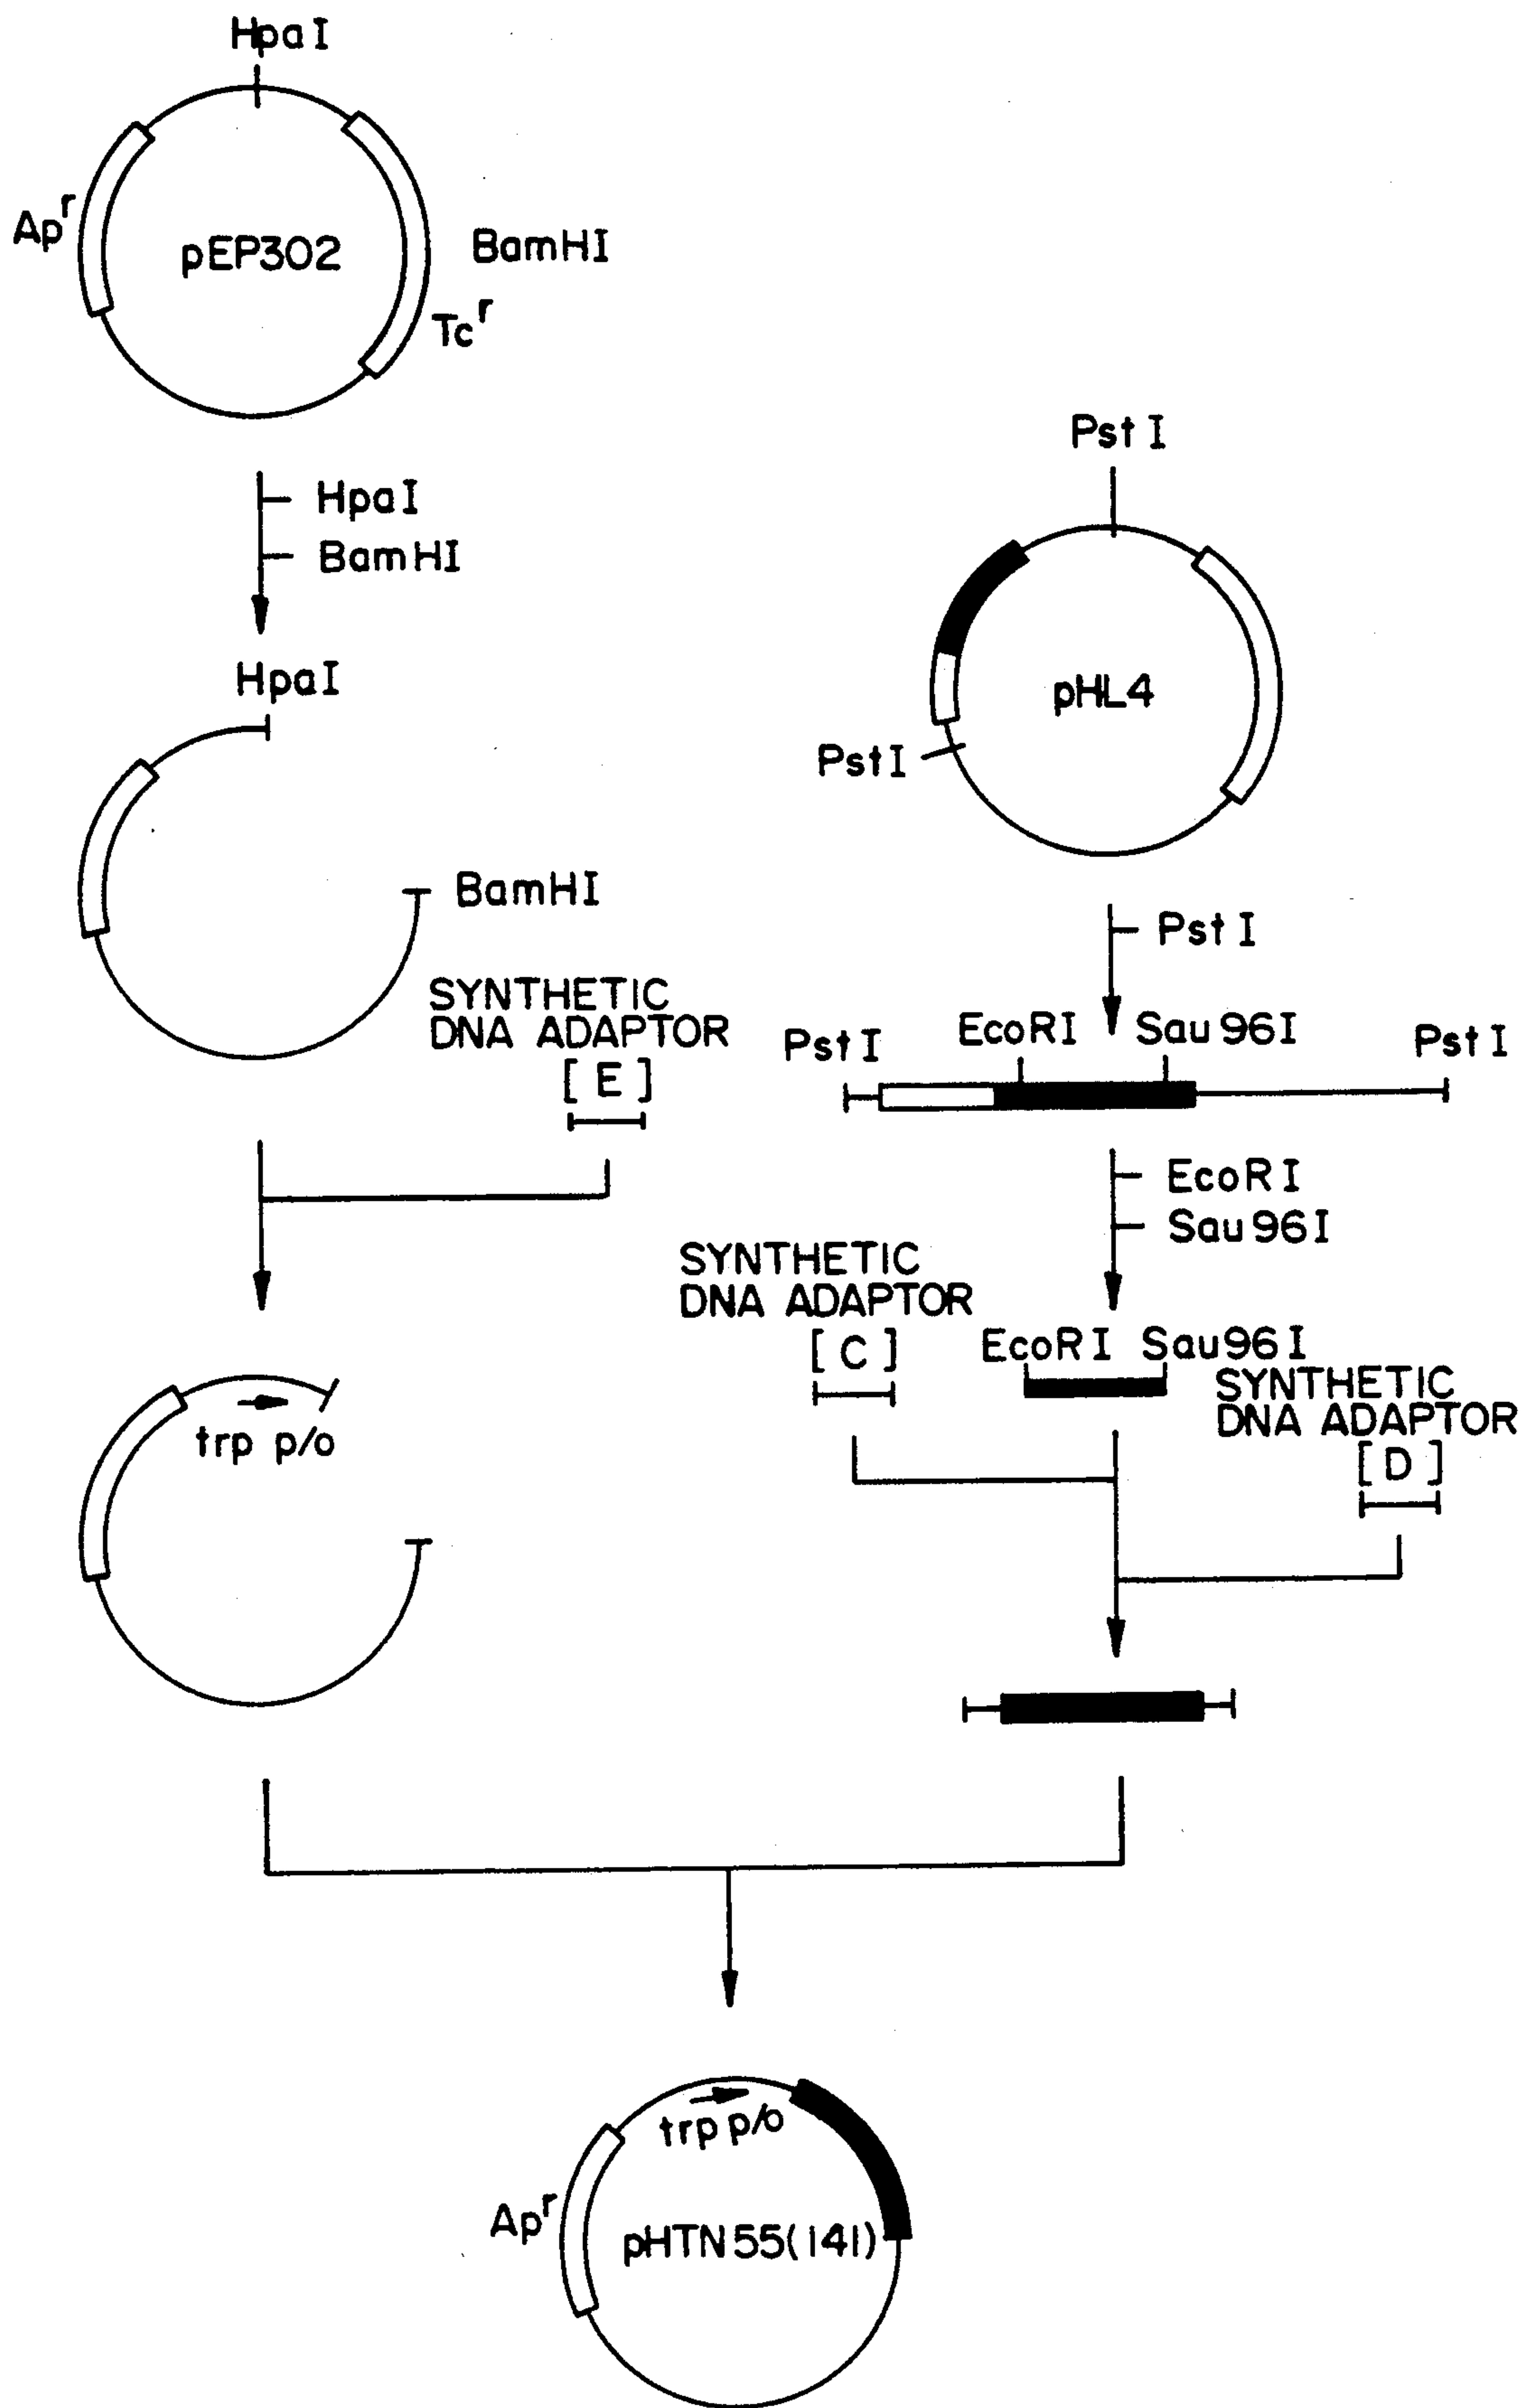 HpaI
Ap^r
pEP302
BamHI
Tc^r
HpaI
BamHI
HpaI
BamHI
SYNTHETIC
DNA ADAPTOR
[ E ]
trp p/o
PstI
pHL4
PstI
PstI
PstI
EcoRI
Sau96I
PstI
EcoRI
Sau96I
SYNTHETIC
DNA ADAPTOR
[ C ]
EcoRI Sau96I
SYNTHETIC
DNA ADAPTOR
[ D ]
trp p/o
Ap^r
pHTN55(141)